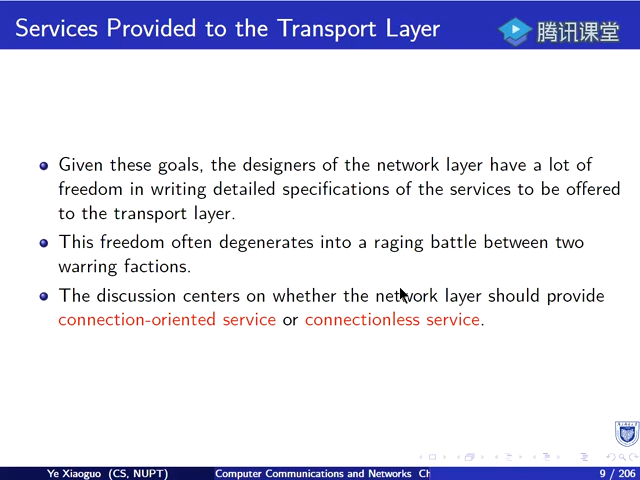 Services Provided to the Transport Layer
腾讯课堂
Given these goals, the designers of the network layer have a lot of
freedom in writing detailed specifications of the services to be offered
to the transport layer.
This freedom often degenerates into a raging battle between two
warring factions.
The discussion centers on whether the network layer should provide
connection-oriented service or connectionless service.
Ye Xiaoguo (CS, NUPT)
Computer Communications and Networks Ch
9 / 206